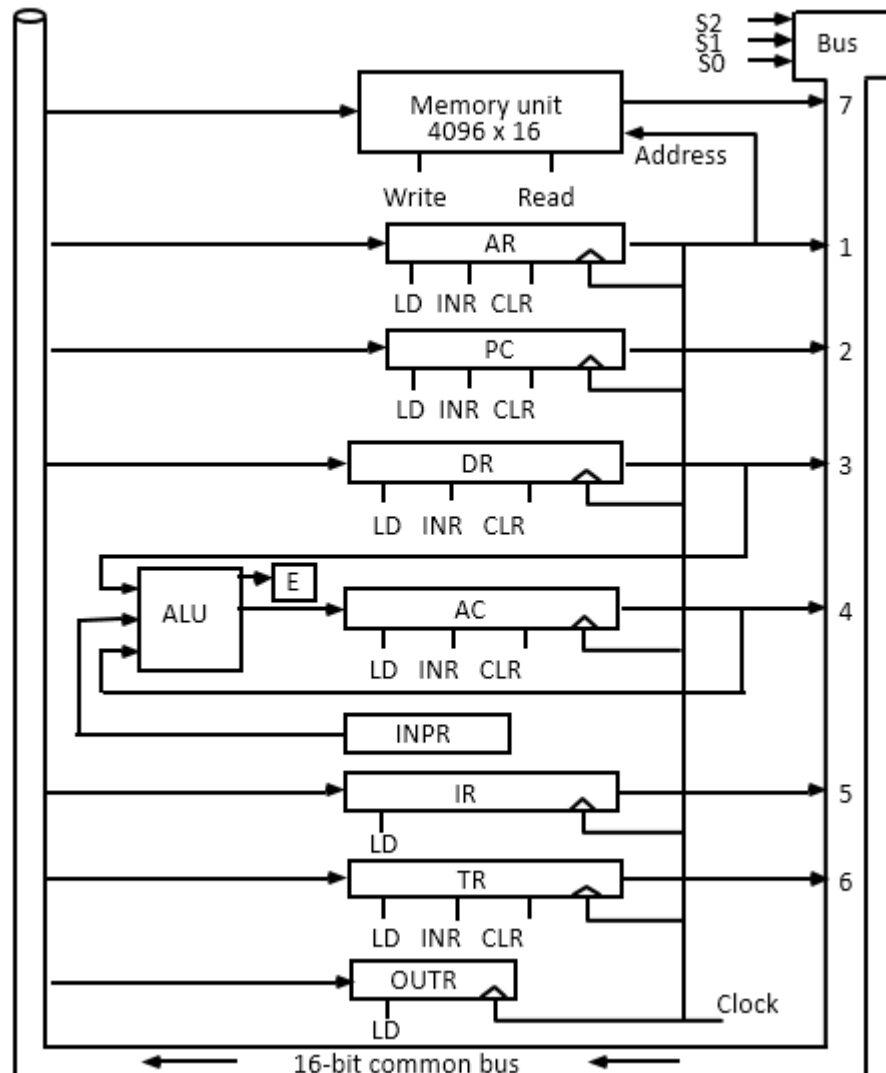 S2
S1
S0
Bus
Memory unit
4096 x 16
7
Address
Write Read
AR
1
LD INR CLR
PC
2
LD INR CLR
DR
3
LD INR CLR
E
ALU
AC
4
LD INR CLR
INPR
IR
5
LD
TR
6
LD INR CLR
OUTR
Clock
LD
16-bit common bus